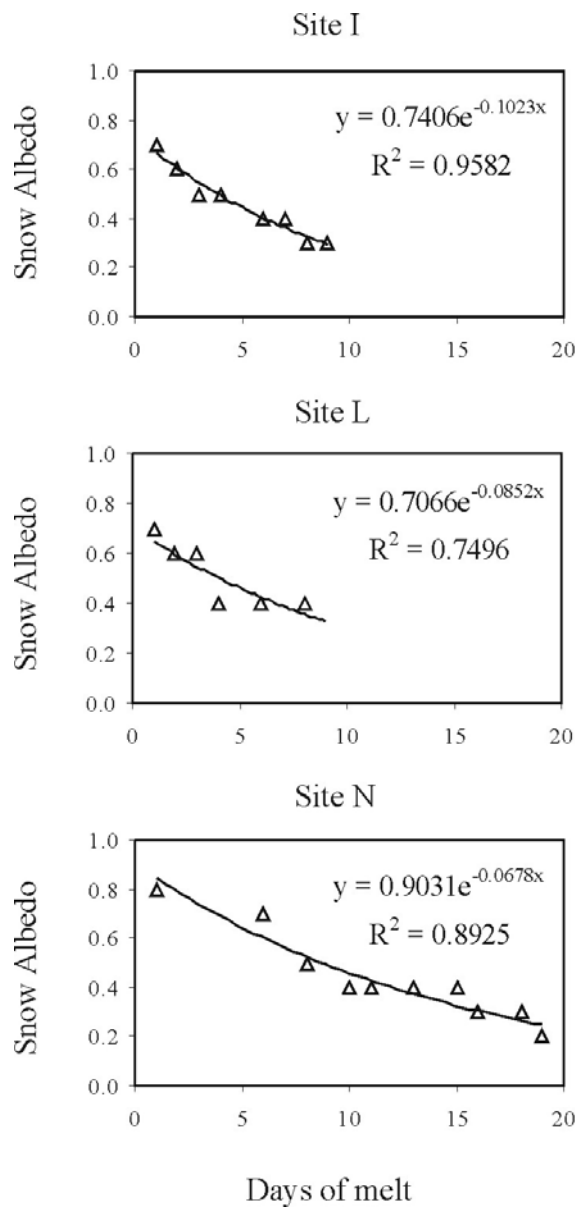 Site I
1.0
y = 0.7406e^-0.1023x
0.8
R² = 0.9582
0.6
Snow Albedo
0.4
0.2
0.0
0 5 10 15 20
Site L
1.0
y = 0.7066e^-0.0852x
0.8
R² = 0.7496
0.6
Snow Albedo
0.4
0.2
0.0
0 5 10 15 20
Site N
1.0
y = 0.9031e^-0.0678x
0.8
R² = 0.8925
0.6
Snow Albedo
0.4
0.2
0.0
0 5 10 15 20
Days of melt